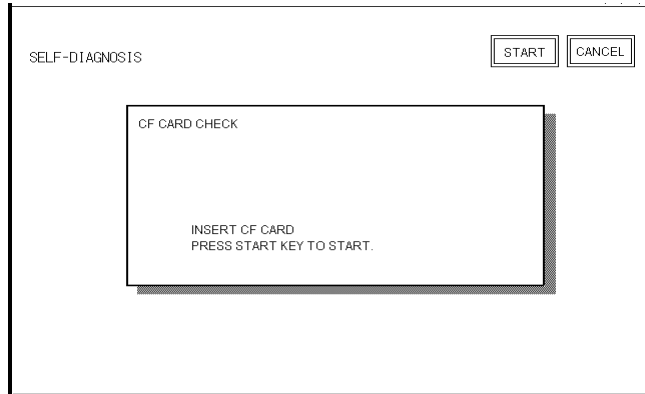 SELF-DIAGNOSIS
START
CANCEL
CF CARD CHECK
INSERT CF CARD
PRESS START KEY TO START.